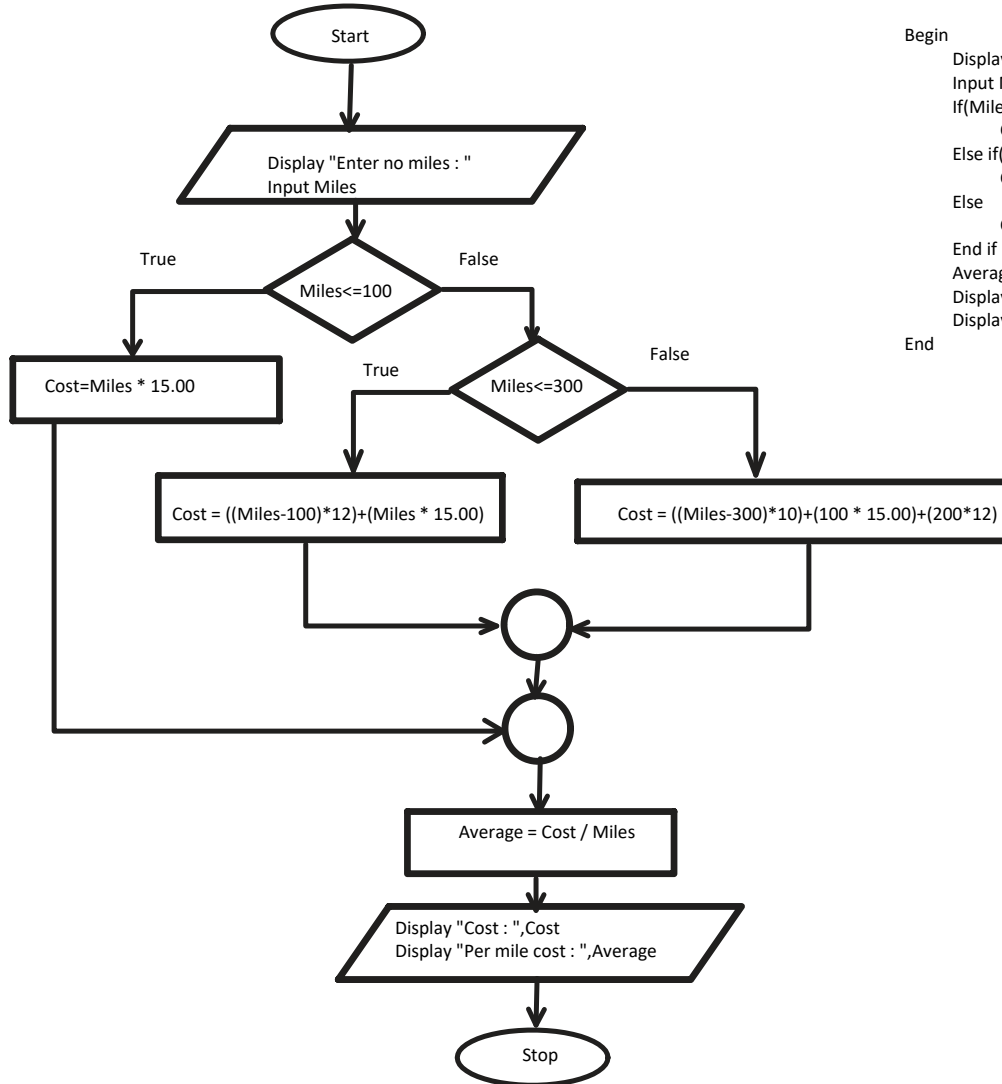 Start
Display "Enter no miles : "
Input Miles
True
False
Miles<=100
Cost=Miles * 15.00
True
False
Miles<=300
Cost = ((Miles-100)*12)+(Miles * 15.00)
Cost = ((Miles-300)*10)+(100 * 15.00)+(200*12)
Average = Cost / Miles
Display "Cost : ",Cost
Display "Per mile cost : ",Average
Stop
Begin
Input
Else
End if
End